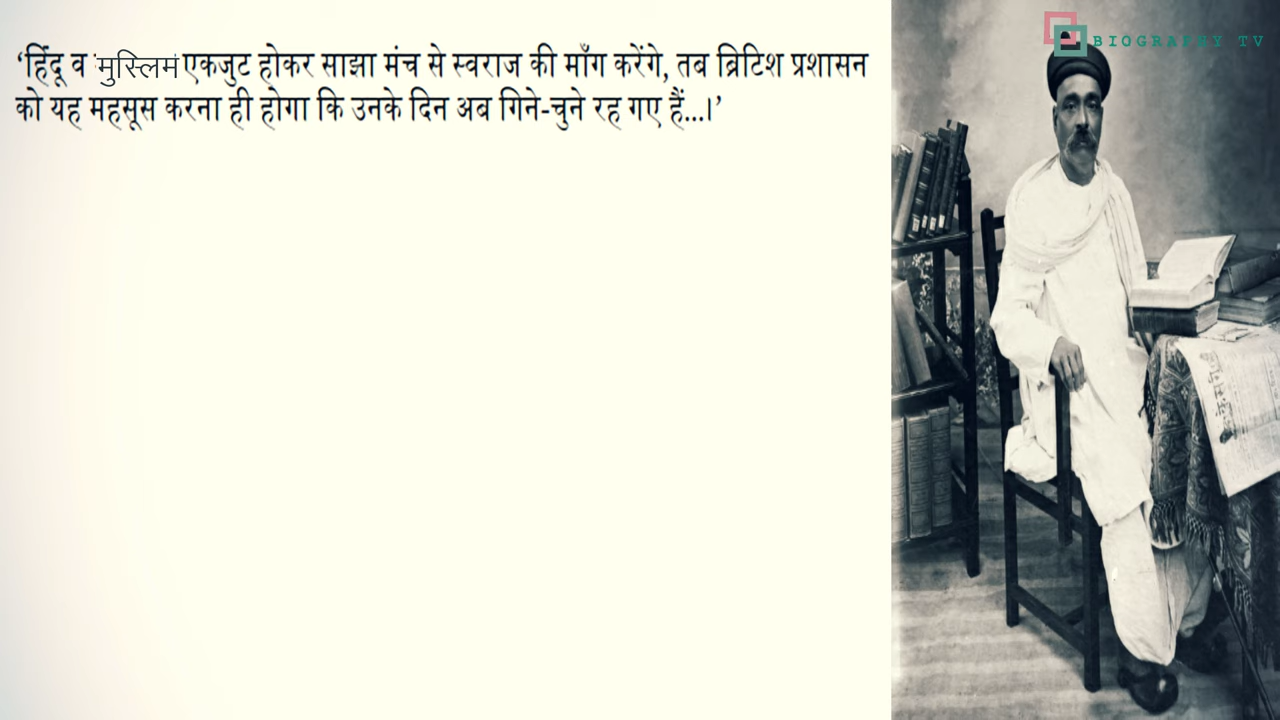 ‘हिंदू व मुस्लिम एकजुट होकर साझा मंच से स्वराज की माँग करेंगे, तब ब्रिटिश प्रशासन
को यह महसूस करना ही होगा कि उनके दिन अब गिने-चुने रह गए हैं...।’
BIOGRAPHY TV